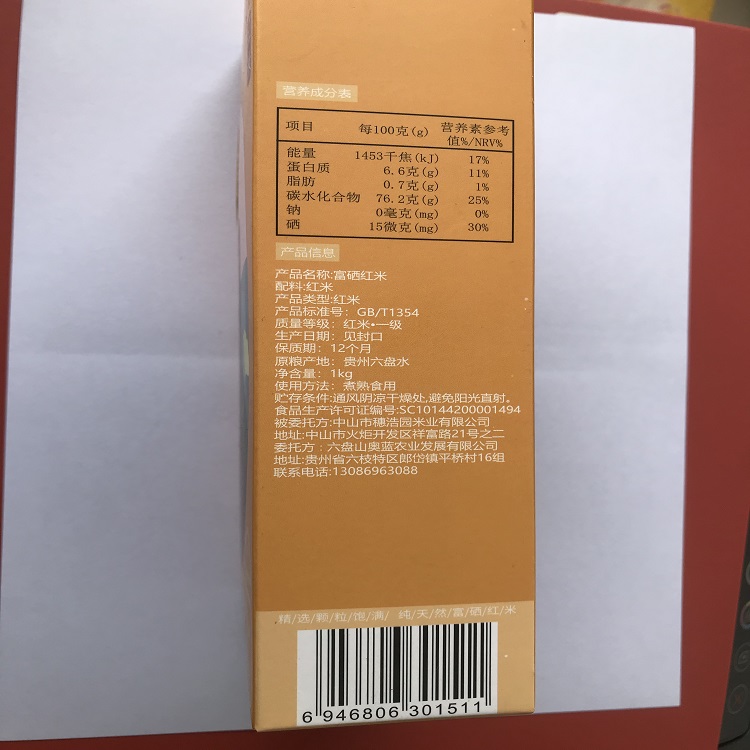 营养成分表
项目 每100克(g) 营养素参考值%/NRV%
能量 1453千焦(kJ) 17%
蛋白质 6.6克(g) 11%
脂肪 0.7克(g) 1%
碳水化合物 76.2克(g) 25%
钠 0毫克(mg) 0%
硒 15微克(mg) 30%
产品信息
产品名称:富硒红米
配料:红米
产品类型:红米
产品标准号：GB/T1354
质量等级：红米•一级
生产日期：见封口
保质期：12个月
原粮产地：贵州六盘水
净含量：1kg
使用方法：煮熟食用
贮存条件:通风阴凉干燥处,避免阳光直射。
食品生产许可证编号:SC10144200001494
被委托方:中山市穗浩园米业有限公司
地址:中山市火炬开发区祥富路21号之二
委托方：六盘山奥蓝农业发展有限公司
地址:贵州省六枝特区郎岱镇平桥村16组
联系电话:13086963088
精/选/颗/粒/饱/满/ 纯/天/然/富/硒/红/米
6 946806 301511